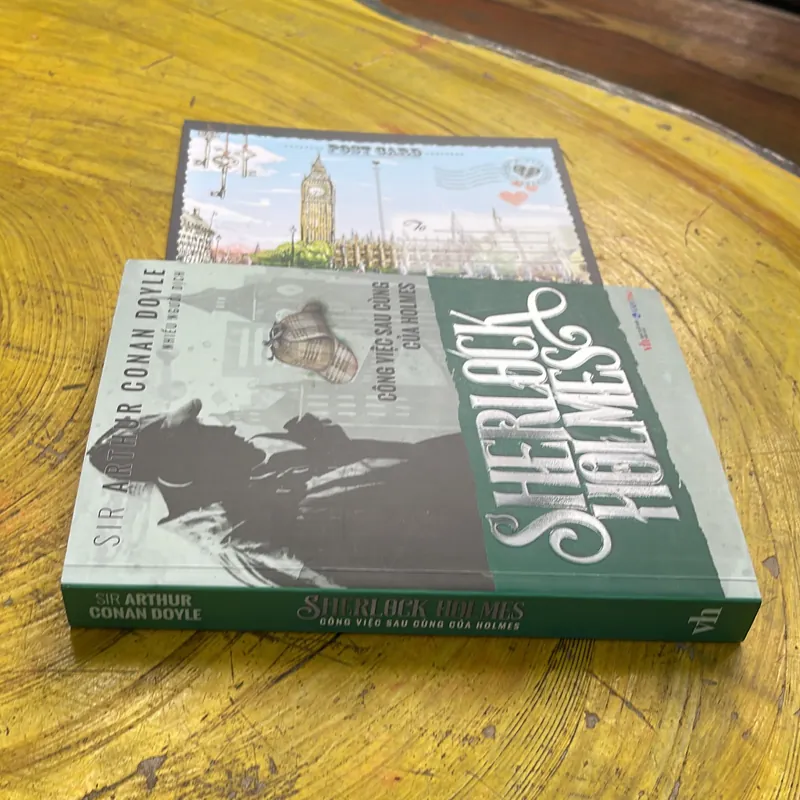 POST CARD
To
SIR ARTHUR CONAN DOYLE
NHIỀU NGƯỜI DỊCH
CÔNG VIỆC SAU CÙNG
CỦA HOLMES
SHERLOCK
HOLMES
vh
SIR ARTHUR
CONAN DOYLE
SHERLOCK HOLMES
CÔNG VIỆC SAU CÙNG CỦA HOLMES
vh